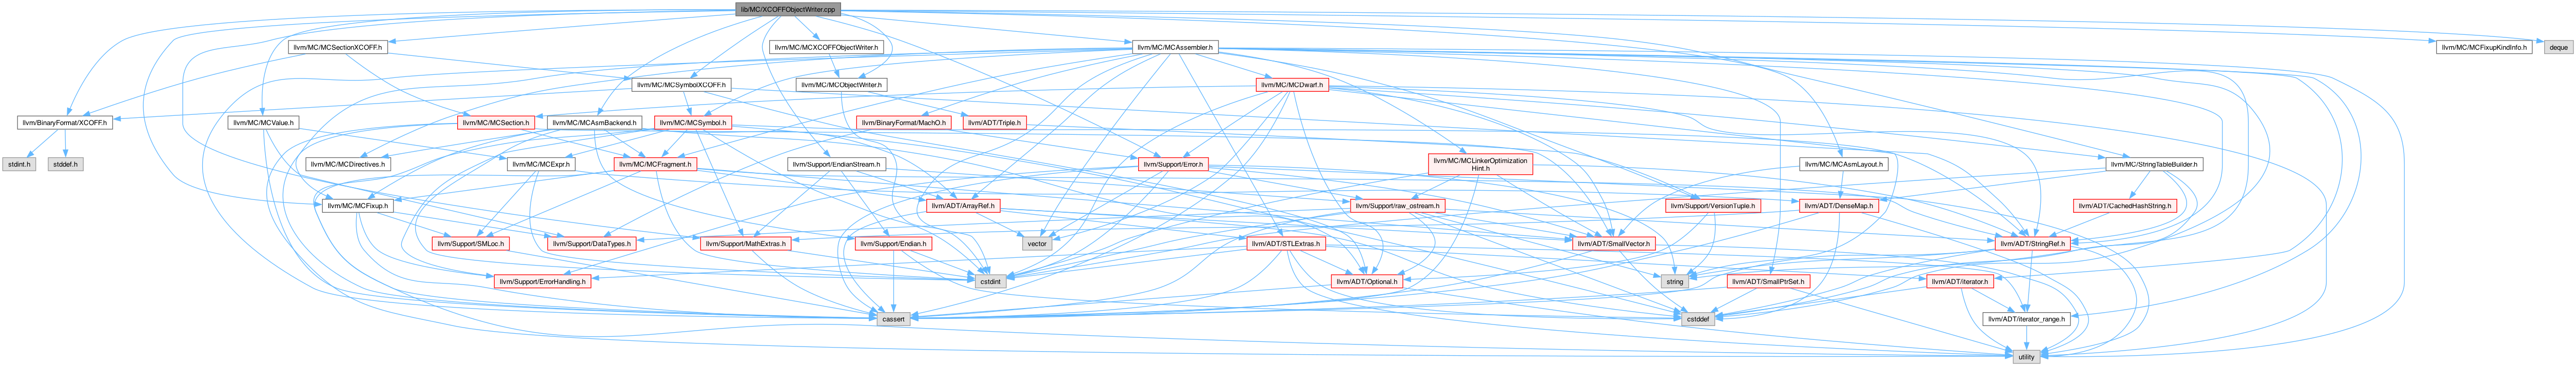 lib/MC/XCOFFObjectWriter.cpp
llvm/MC/MCSectionXCOFF.h
llvm/MC/MCXCOFFObjectWriter.h
llvm/MC/MCAssembler.h
llvm/MC/MCFixupKindInfo.h
deque
llvm/MC/MCSymbolXCOFF.h
llvm/MC/MCObjectWriter.h
llvm/MC/MCDwarf.h
llvm/BinaryFormat/XCOFF.h
llvm/MC/MCValue.h
llvm/MC/MCSection.h
llvm/MC/MCAsmBackend.h
llvm/MC/MCSymbol.h
llvm/BinaryFormat/MachO.h
llvm/ADT/Triple.h
stdint.h
stddef.h
llvm/MC/MCDirectives.h
llvm/MC/MCExpr.h
llvm/MC/MCFragment.h
llvm/Support/EndianStream.h
llvm/Support/Error.h
llvm/MC/MCLinkerOptimization
Hint.h
llvm/MC/MCAsmLayout.h
llvm/MC/StringTableBuilder.h
llvm/MC/MCFixup.h
llvm/ADT/ArrayRef.h
llvm/Support/raw_ostream.h
llvm/Support/VersionTuple.h
llvm/ADT/DenseMap.h
llvm/ADT/CachedHashString.h
llvm/Support/SMLoc.h
llvm/Support/DataTypes.h
llvm/Support/MathExtras.h
llvm/Support/Endian.h
vector
llvm/ADT/STLExtras.h
llvm/ADT/SmallVector.h
llvm/ADT/StringRef.h
llvm/Support/ErrorHandling.h
cstdint
llvm/ADT/Optional.h
string
llvm/ADT/SmallPtrSet.h
llvm/ADT/iterator.h
cassert
cstddef
llvm/ADT/iterator_range.h
utility